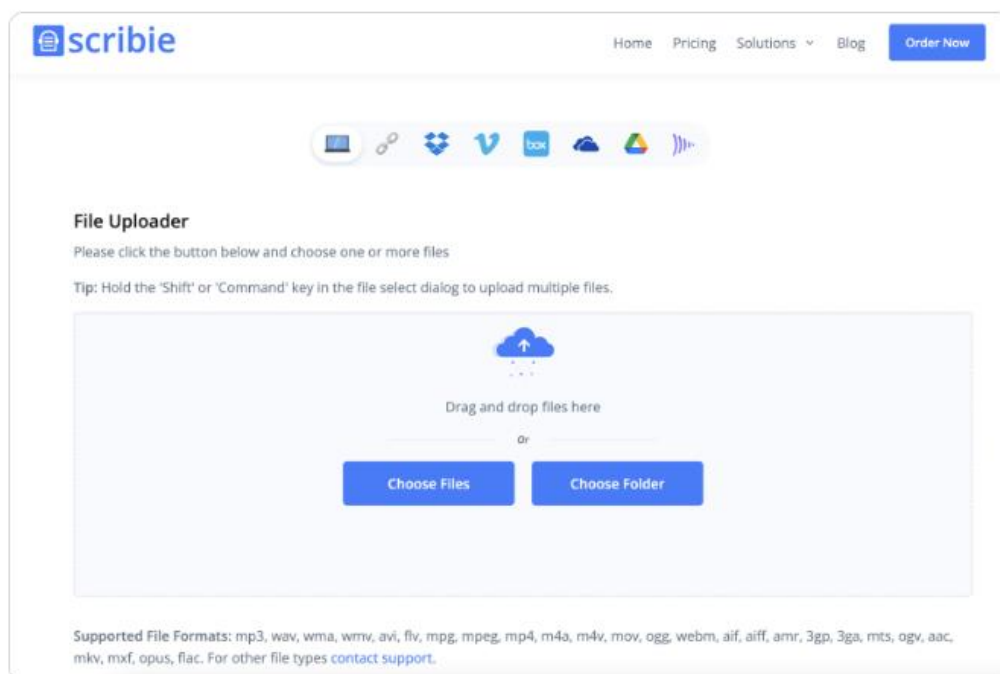 scribie
Home Pricing Solutions Blog Order Now
box
File Uploader
Please click the button below and choose one or more files
Tip: Hold the 'Shift' or 'Command' key in the file select dialog to upload multiple files.
Drag and drop files here
Or
Choose Files Choose Folder
Supported File Formats: mp3, wav, wma, wmv, avi, flv, mpg, mpeg, mp4, m4a, m4v, mov, ogg, webm, aif, aiff, amr, 3gp, 3ga, mts, ogv, aac,
mkv, mxf, opus, flac. For other file types contact support.